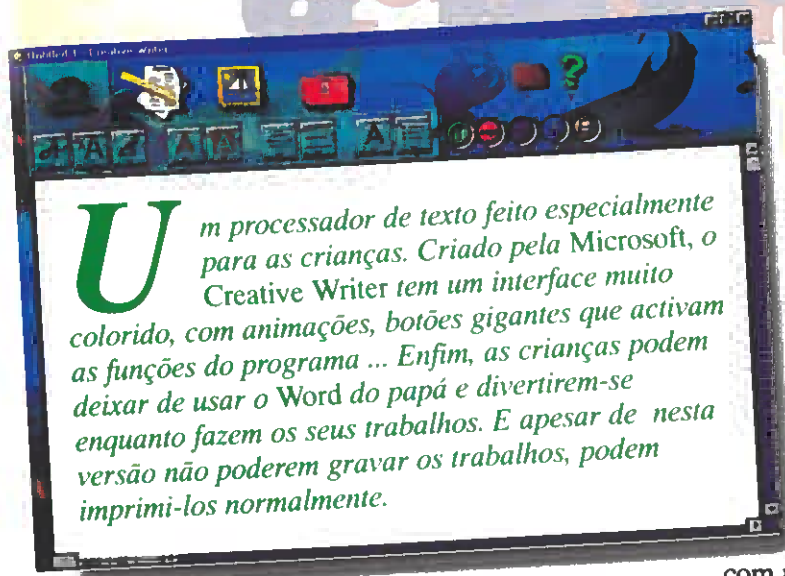 Untitled 1 - Creative Writer
Um processador de texto feito especialmente
para as crianças. Criado pela Microsoft, o
Creative Writer tem um interface muito
colorido, com animações, botões gigantes que activam
as funções do programa ... Enfim, as crianças podem
deixar de usar o Word do papá e divertirem-se
enquanto fazem os seus trabalhos. E apesar de nesta
versão não poderem gravar os trabalhos, podem
imprimi-los normalmente.
com